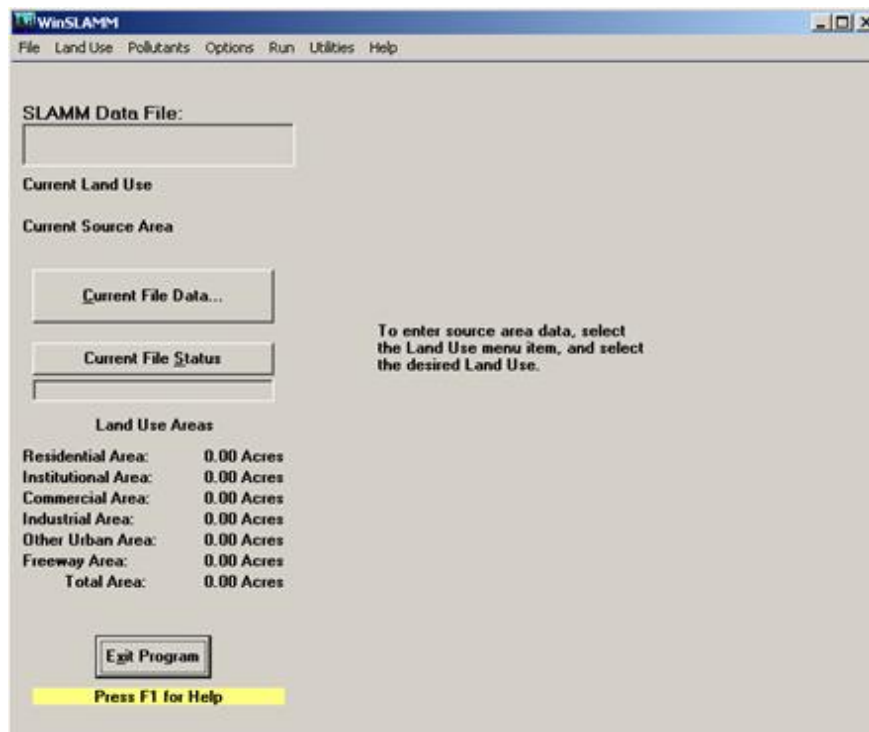 WinSLAMM
File Land Use Pollutants Options Run Utilities Help
SLAMM Data File:
Current Land Use
Current Source Area
Current File Data...
Current File Status
To enter source area data, select
the Land Use menu item, and select
the desired Land Use.
Land Use Areas
Residential Area: 0.00 Acres
Institutional Area: 0.00 Acres
Commercial Area: 0.00 Acres
Industrial Area: 0.00 Acres
Other Urban Area: 0.00 Acres
Freeway Area: 0.00 Acres
Total Area: 0.00 Acres
Exit Program
Press F1 for Help